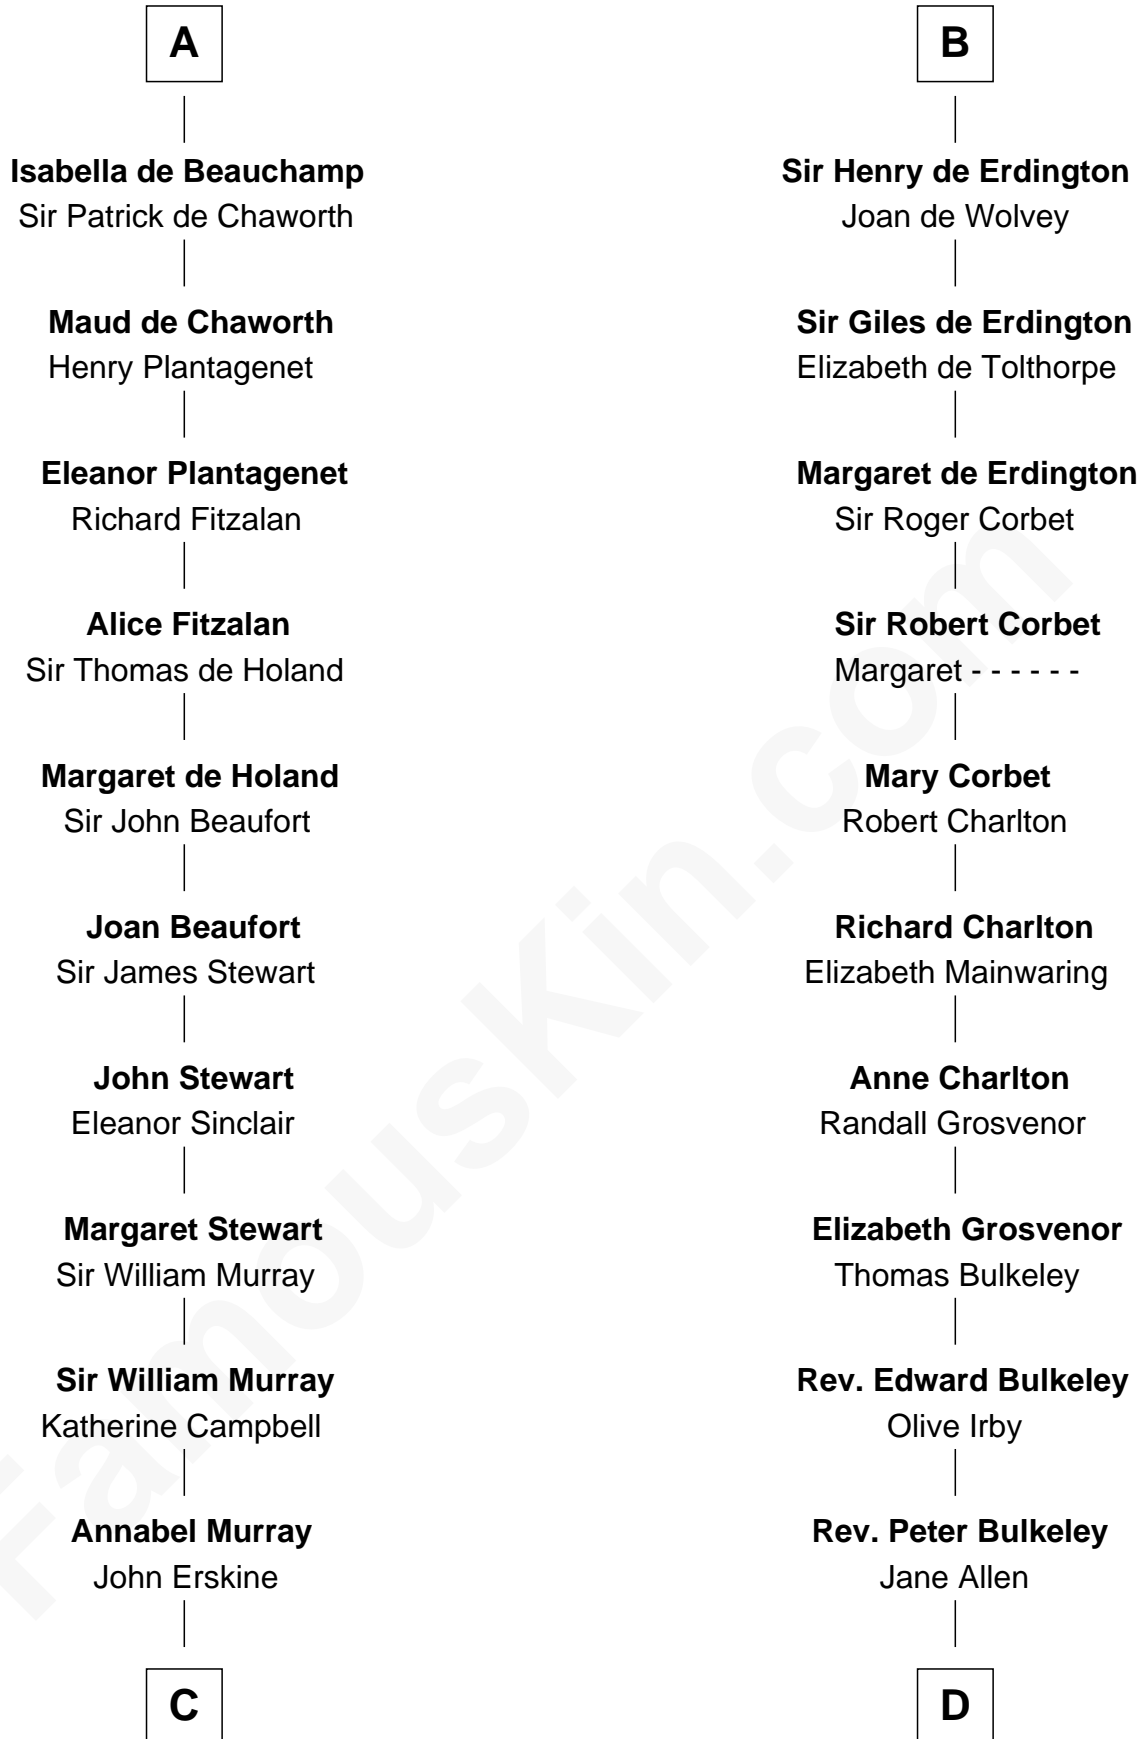 A
Isabella de Beauchamp
Sir Patrick de Chaworth
Maud de Chaworth
Henry Plantagenet
Eleanor Plantagenet
Richard Fitzalan
Alice Fitzalan
Sir Thomas de Holand
Margaret de Holand
Sir John Beaufort
Joan Beaufort
Sir James Stewart
John Stewart
Eleanor Sinclair
Margaret Stewart
Sir William Murray
Sir William Murray
Katherine Campbell
Annabel Murray
John Erskine
C
B
Sir Henry de Erdington
Joan de Wolvey
Sir Giles de Erdington
Elizabeth de Tolthorpe
Margaret de Erdington
Sir Roger Corbet
Sir Robert Corbet
Margaret - - - - - -
Mary Corbet
Robert Charlton
Richard Charlton
Elizabeth Mainwaring
Anne Charlton
Randall Grosvenor
Elizabeth Grosvenor
Thomas Bulkeley
Rev. Edward Bulkeley
Olive Irby
Rev. Peter Bulkeley
Jane Allen
D
FamousKin.com